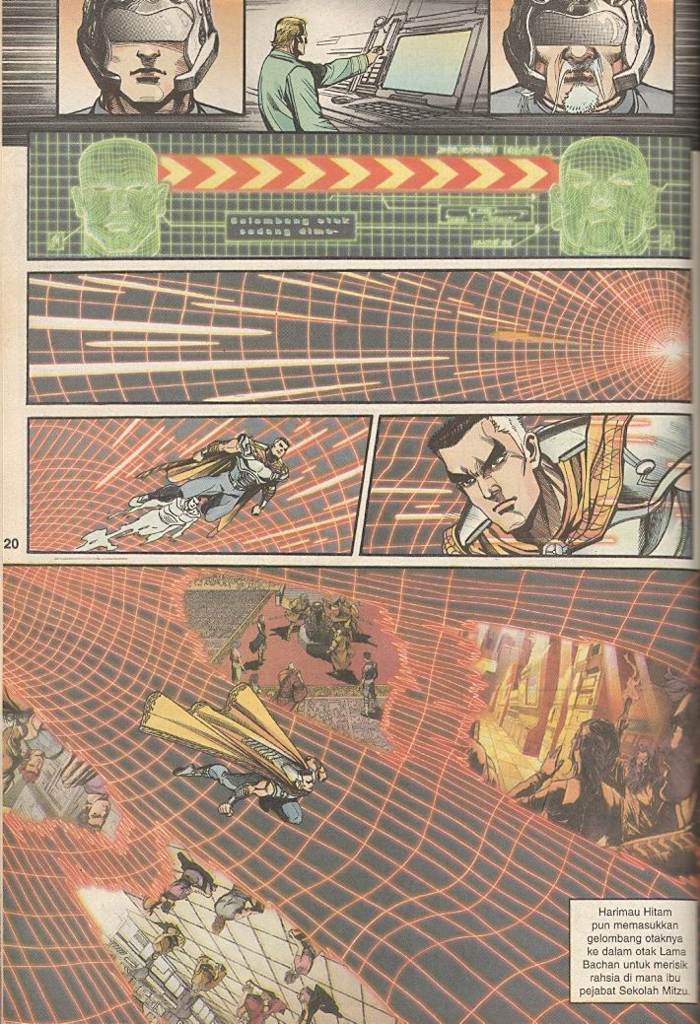 Gelombang otak
sedang dima-
20
Harimau Hitam
pun memasukkan
gelombang otaknya
ke dalam otak Lama
Bachan untuk merisik
rahsia di mana ibu
pejabat Sekolah Mitzu.